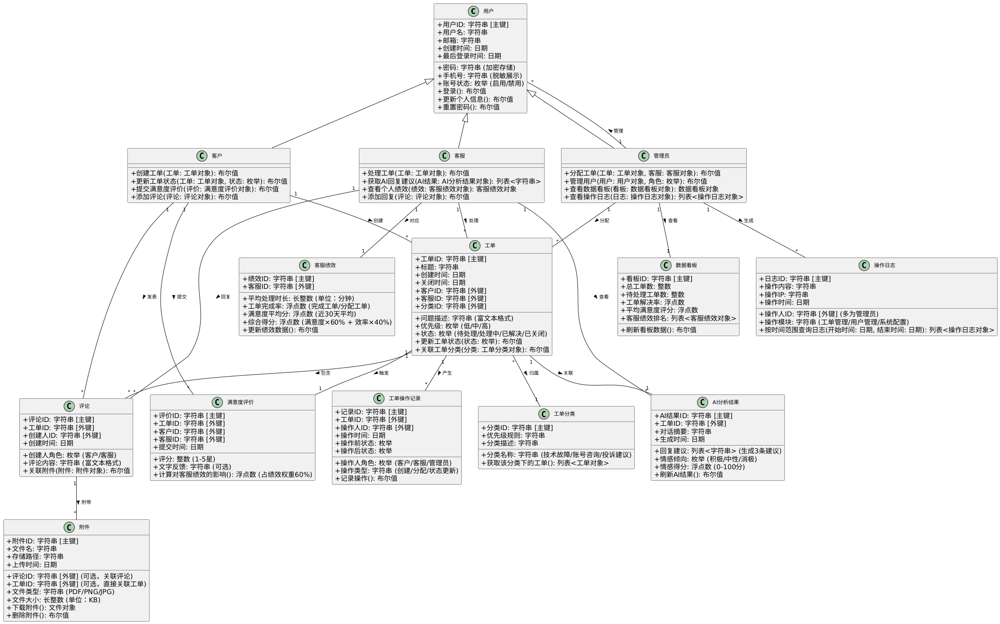 C 用户
+用户ID: 字符串 [主键]
+用户名: 字符串
+邮箱: 字符串
+创建时间: 日期
+最后登录时间: 日期
+密码: 字符串 (加密存储)
+手机号: 字符串 (脱敏展示)
+账号状态: 枚举 (启用/禁用)
+登录(): 布尔值
+更新个人信息(): 布尔值
+重置密码(): 布尔值
*
管理
1
C 客户
+创建工单(工单: 工单对象): 布尔值
+更新工单状态(工单: 工单对象, 状态: 枚举): 布尔值
+提交满意度评价(评价: 满意度评价对象): 布尔值
+添加评论(评论: 评论对象): 布尔值
C 客服
+处理工单(工单: 工单对象): 布尔值
+获取AI回复建议(AI结果: AI分析结果对象): 列表<字符串>
+查看个人绩效(绩效: 客服绩效对象): 客服绩效对象
+添加回复(评论: 评论对象): 布尔值
C 管理员
+分配工单(工单: 工单对象, 客服: 客服对象): 布尔值
+管理用户(用户: 用户对象, 角色: 枚举): 布尔值
+查看数据看板(看板: 数据看板对象): 数据看板对象
+查看操作日志(日志: 操作日志对象): 列表<操作日志对象>
1 1 1 1 1 1 1 1 1 1
创建 对应 处理 分配 查看 生成
* 1 * * 1 *
C 客服绩效
+绩效ID: 字符串 [主键]
+客服ID: 字符串 [外键]
+平均处理时长: 长整数 (单位：分钟)
+工单完成率: 浮点数 (完成工单/分配工单)
+满意度平均分: 浮点数 (近30天平均)
+综合得分: 浮点数 (满意度×60% + 效率×40%)
+更新绩效数据(): 布尔值
C 工单
+工单ID: 字符串 [主键]
+标题: 字符串
+创建时间: 日期
+关闭时间: 日期
+客户ID: 字符串 [外键]
+客服ID: 字符串 [外键]
+分类ID: 字符串 [外键]
+问题描述: 字符串 (富文本格式)
+优先级: 枚举 (低/中/高)
+状态: 枚举 (待处理/处理中/已解决/已关闭)
+更新工单状态(状态: 枚举): 布尔值
+关联工单分类(分类: 工单分类对象): 布尔值
C 数据看板
+看板ID: 字符串 [主键]
+总工单数: 整数
+待处理工单数: 整数
+工单解决率: 浮点数
+平均满意度评分: 浮点数
+客服绩效排名: 列表<客服绩效对象>
+刷新看板数据(): 布尔值
C 操作日志
+日志ID: 字符串 [主键]
+操作内容: 字符串
+操作IP: 字符串
+操作时间: 日期
+操作人ID: 字符串 [外键] (多为管理员)
+操作模块: 字符串 (工单管理/用户管理/系统配置)
+按时间范围查询日志(开始时间: 日期, 结束时间: 日期): 列表<操作日志对象>
发表 提交 回复 查看
1 1 1 * 1
包含 触发 产生 归属 关联
* * * * 1 * 1 * 1
C 评论
+评论ID: 字符串 [主键]
+工单ID: 字符串 [外键]
+创建人ID: 字符串 [外键]
+创建时间: 日期
+创建人角色: 枚举 (客户/客服)
+评论内容: 字符串 (富文本格式)
+关联附件(附件: 附件对象): 布尔值
C 满意度评价
+评价ID: 字符串 [主键]
+工单ID: 字符串 [外键]
+客户ID: 字符串 [外键]
+客服ID: 字符串 [外键]
+提交时间: 日期
+评分: 整数 (1-5星)
+文字反馈: 字符串 (可选)
+计算对客服绩效的影响(): 浮点数 (占绩效权重60%)
C 工单操作记录
+记录ID: 字符串 [主键]
+工单ID: 字符串 [外键]
+操作人ID: 字符串 [外键]
+操作时间: 日期
+操作前状态: 枚举
+操作后状态: 枚举
+操作人角色: 枚举 (客户/客服/管理员)
+操作类型: 字符串 (创建/分配/状态更新)
+记录操作(): 布尔值
C 工单分类
+分类ID: 字符串 [主键]
+优先级规则: 字符串
+分类描述: 字符串
+分类名称: 字符串 (技术故障/账号咨询/投诉建议)
+获取该分类下的工单(): 列表<工单对象>
C AI分析结果
+AI结果ID: 字符串 [主键]
+工单ID: 字符串 [外键]
+对话摘要: 字符串
+生成时间: 日期
+回复建议: 列表<字符串> (生成3条建议)
+情感倾向: 枚举 (积极/中性/消极)
+情感得分: 浮点数 (0-100分)
+刷新AI结果(): 布尔值
1
附带
*
C 附件
+附件ID: 字符串 [主键]
+文件名: 字符串
+存储路径: 字符串
+上传时间: 日期
+评论ID: 字符串 [外键] (可选，关联评论)
+工单ID: 字符串 [外键] (可选，直接关联工单)
+文件类型: 字符串 (PDF/PNG/JPG)
+文件大小: 长整数 (单位：KB)
+下载附件(): 文件对象
+删除附件(): 布尔值